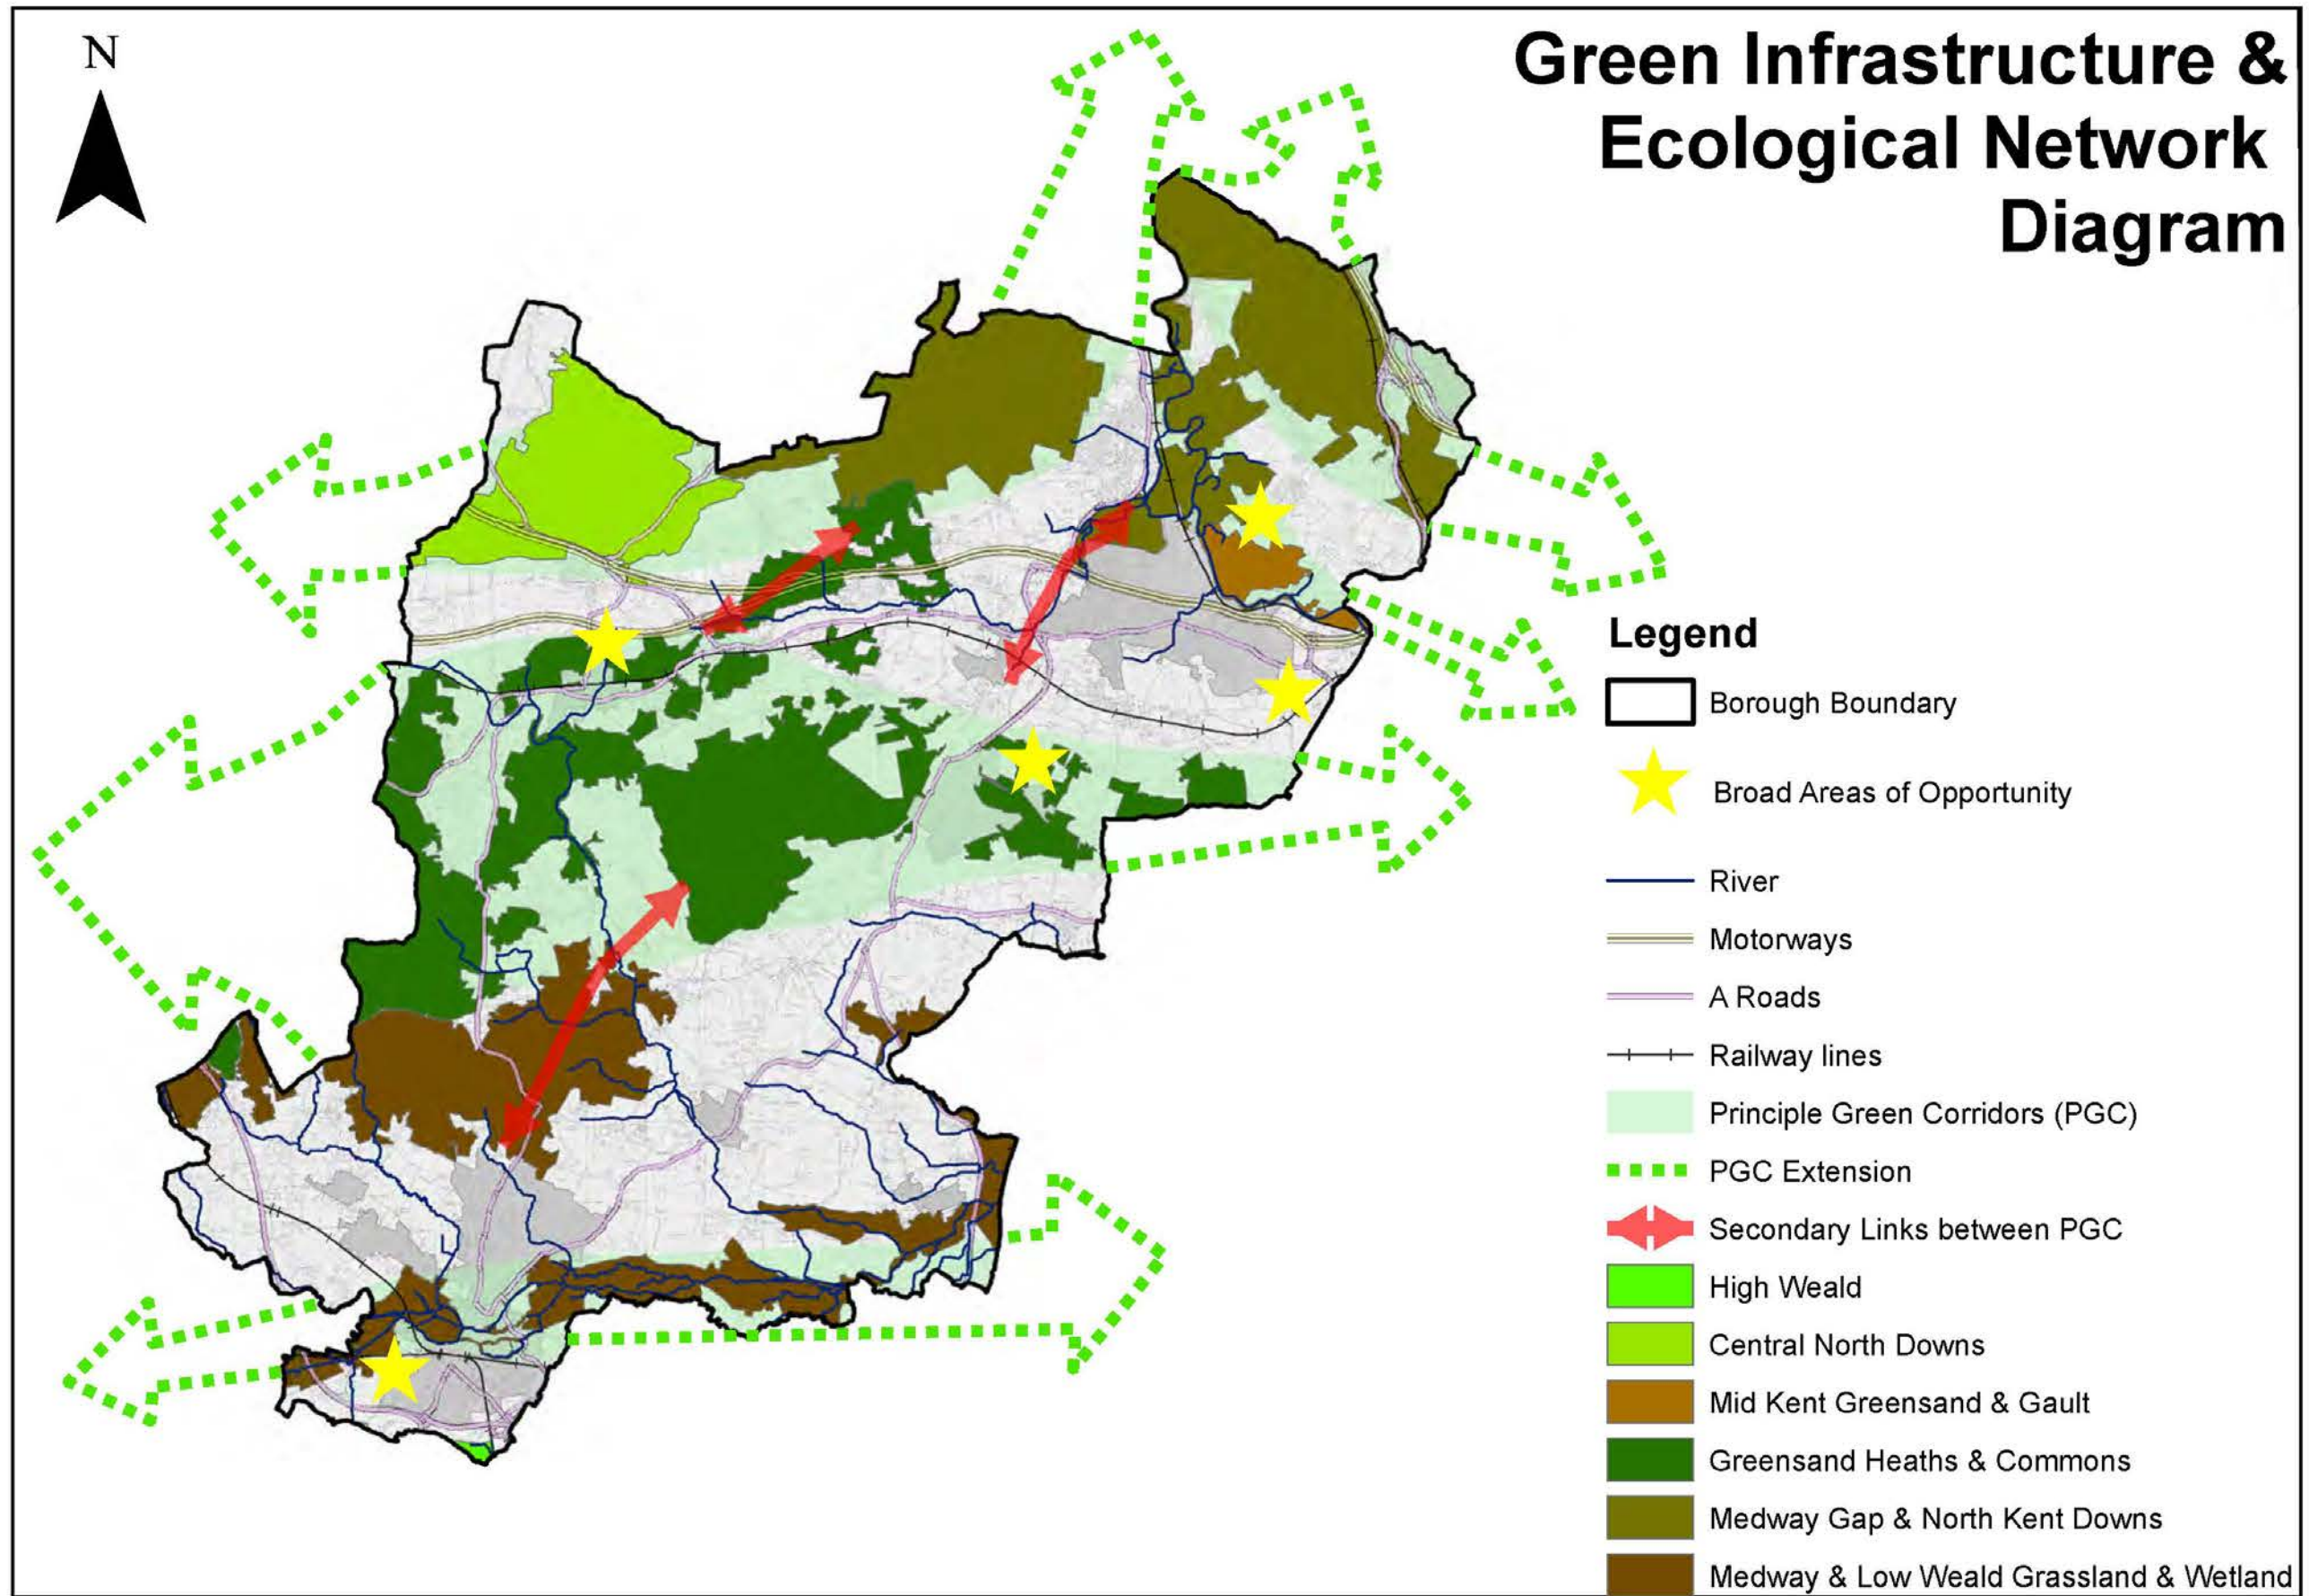 N
Green Infrastructure &
Ecological Network
Diagram
Legend
Borough Boundary
Broad Areas of Opportunity
River
Motorways
A Roads
Railway lines
Principle Green Corridors (PGC)
PGC Extension
Secondary Links between PGC
High Weald
Central North Downs
Mid Kent Greensand & Gault
Greensand Heaths & Commons
Medway Gap & North Kent Downs
Medway & Low Weald Grassland & Wetland